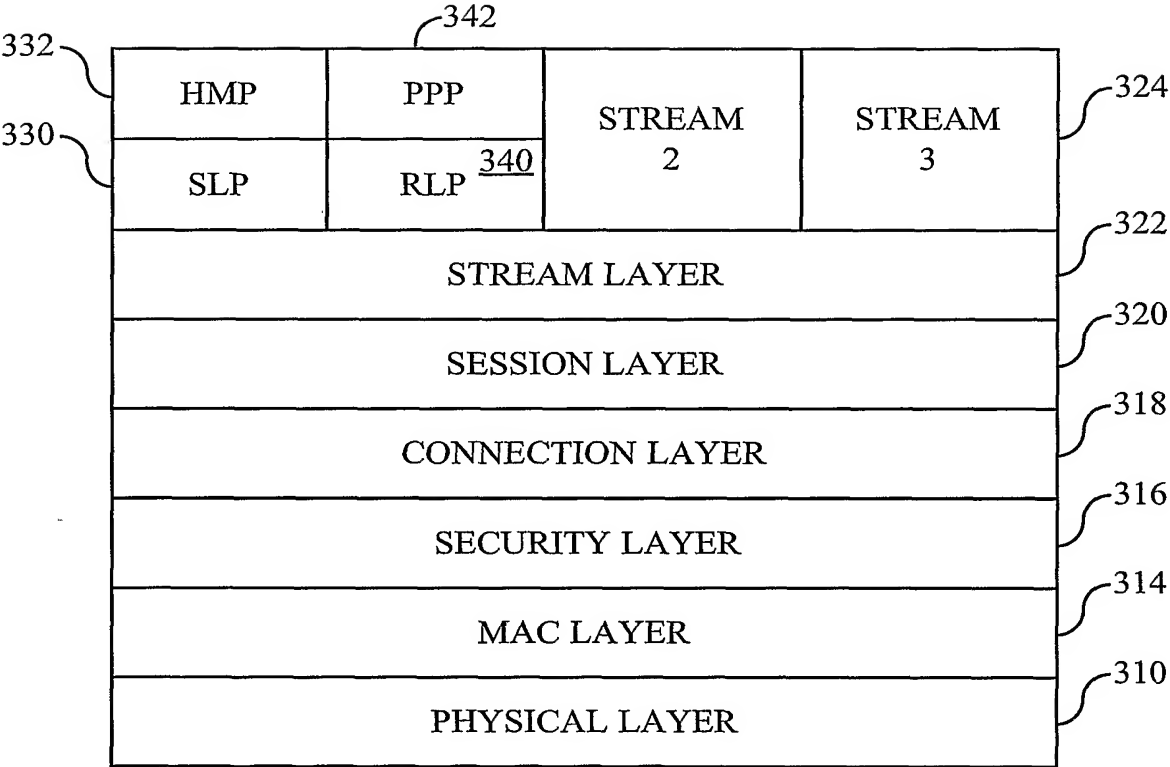 342
332
HMP
PPP
STREAM
2
STREAM
3
324
330
SLP
RLP
340
322
STREAM LAYER
320
SESSION LAYER
318
CONNECTION LAYER
316
SECURITY LAYER
314
MAC LAYER
310
PHYSICAL LAYER